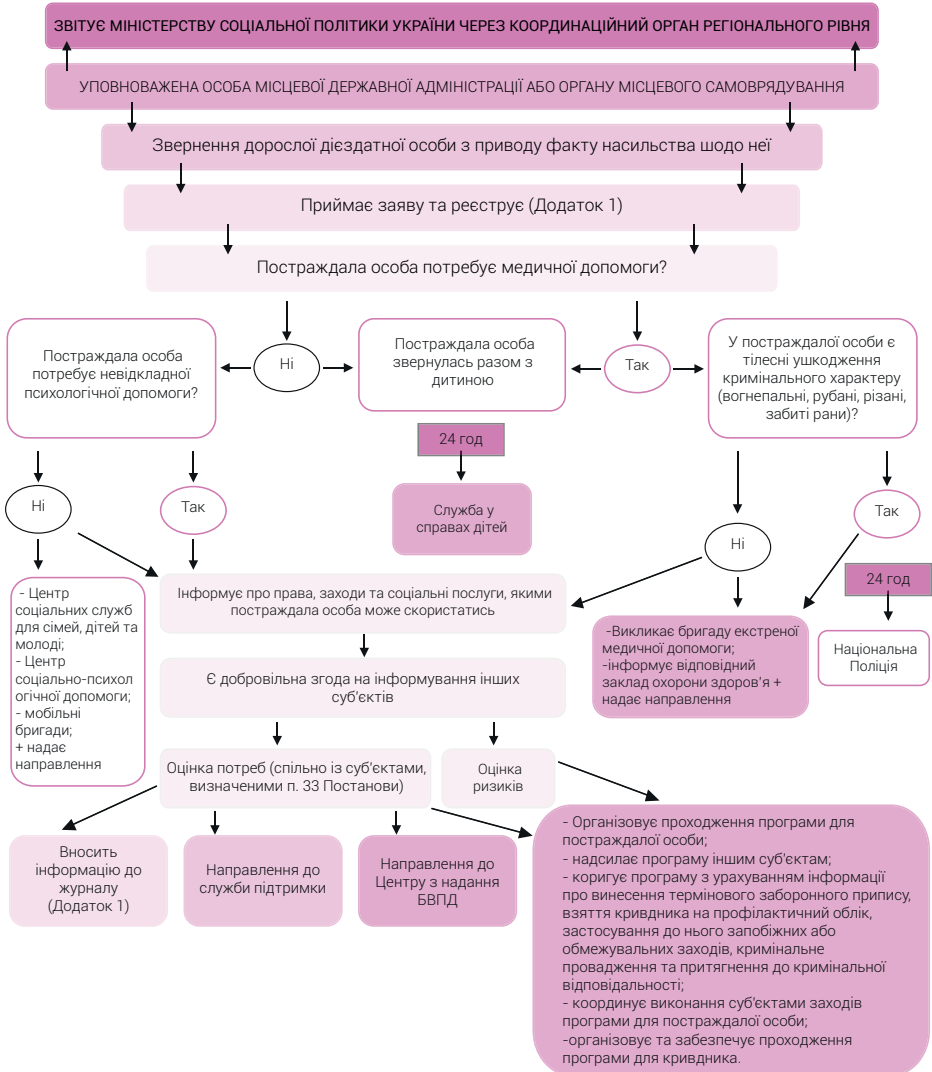 ЗВІТУЄ МІНІСТЕРСТВУ СОЦІАЛЬНОЇ ПОЛІТИКИ УКРАЇНИ ЧЕРЕЗ КООРДИНАЦІЙНИЙ ОРГАН РЕГІОНАЛЬНОГО РІВНЯ
УПОВНОВАЖЕНА ОСОБА МІСЦЕВОЇ ДЕРЖАВНОЇ АДМІНІСТРАЦІЇ АБО ОРГАНУ МІСЦЕВОГО САМОВРЯДУВАННЯ
Звернення дорослої дієздатної особи з приводу факту насильства шодо неї
Приймає заяву та реєструє (Додаток 1)
Постраждала особа потребує медичної допомоги?
Постраждала особа
потребує невідкладної
психологічної допомоги?
Ні
Постраждала особа
звернулась разом з
дитиною
Так
У постраждалої особи є
тілесні ушкодження
кримінального характеру
(вогнепальні, рубані, різані,
забиті рани)?
24 год
Служба у
справах дітей
Ні
Так
Ні
Так
24 год
Національна
Поліція
- Центр
соціальних служб
для сімей, дітей та
молоді;
- Центр
соціально-психол
огічної допомоги;
- мобільні
бригади;
+ надає
направлення
Інформує про права, заходи та соціальні послуги, якими
постраждала особа може скористатись
-Викликає бригаду екстреної
медичної допомоги;
-інформує відповідний
заклад охорони здоров'я +
надає направлення
Є добровільна згода на інформування інших
суб'єктів
Оцінка потреб (спільно із суб'єктами,
визначеними п. 33 Постанови)
Оцінка
ризиків
Вносить
інформацію до
журналу
(Додаток 1)
Направлення до
служби підтримки
Направлення до
Центру з надання
БВПД
- Організовує проходження програми для
постраждалої особи;
- надсилає програму іншим суб'єктам;
- коригує програму з урахуванням інформації
про винесення термінового заборонного припису,
взяття кривдника на профілактичний облік,
застосування до нього запобіжних або
обмежувальних заходів, кримінальне
провадження та притягнення до кримінальної
відповідальності;
- координує виконання суб'єктами заходів
програми для постраждалої особи;
-організовує та забезпечує проходження
програми для кривдника.